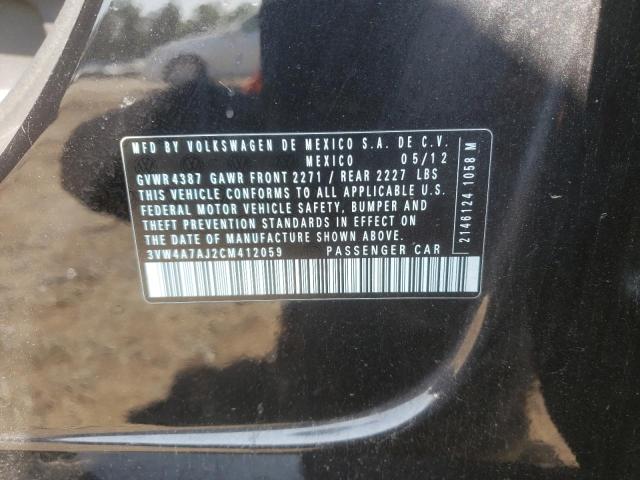 MFD BY VOLKSWAGEN DE MEXICO S.A. DE C.V.
MEXICO 05/12
GVWR 4387 GAWR FRONT 2271 / REAR 2227 LBS
THIS VEHICLE CONFORMS TO ALL APPLICABLE U.S.
FEDERAL MOTOR VEHICLE SAFETY, BUMPER AND
THEFT PREVENTION STANDARDS IN EFFECT ON
THE DATE OF MANUFACTURE SHOWN ABOVE.
3VW4A7AJ2CM412059 PASSENGER CAR
2146124 1058 M